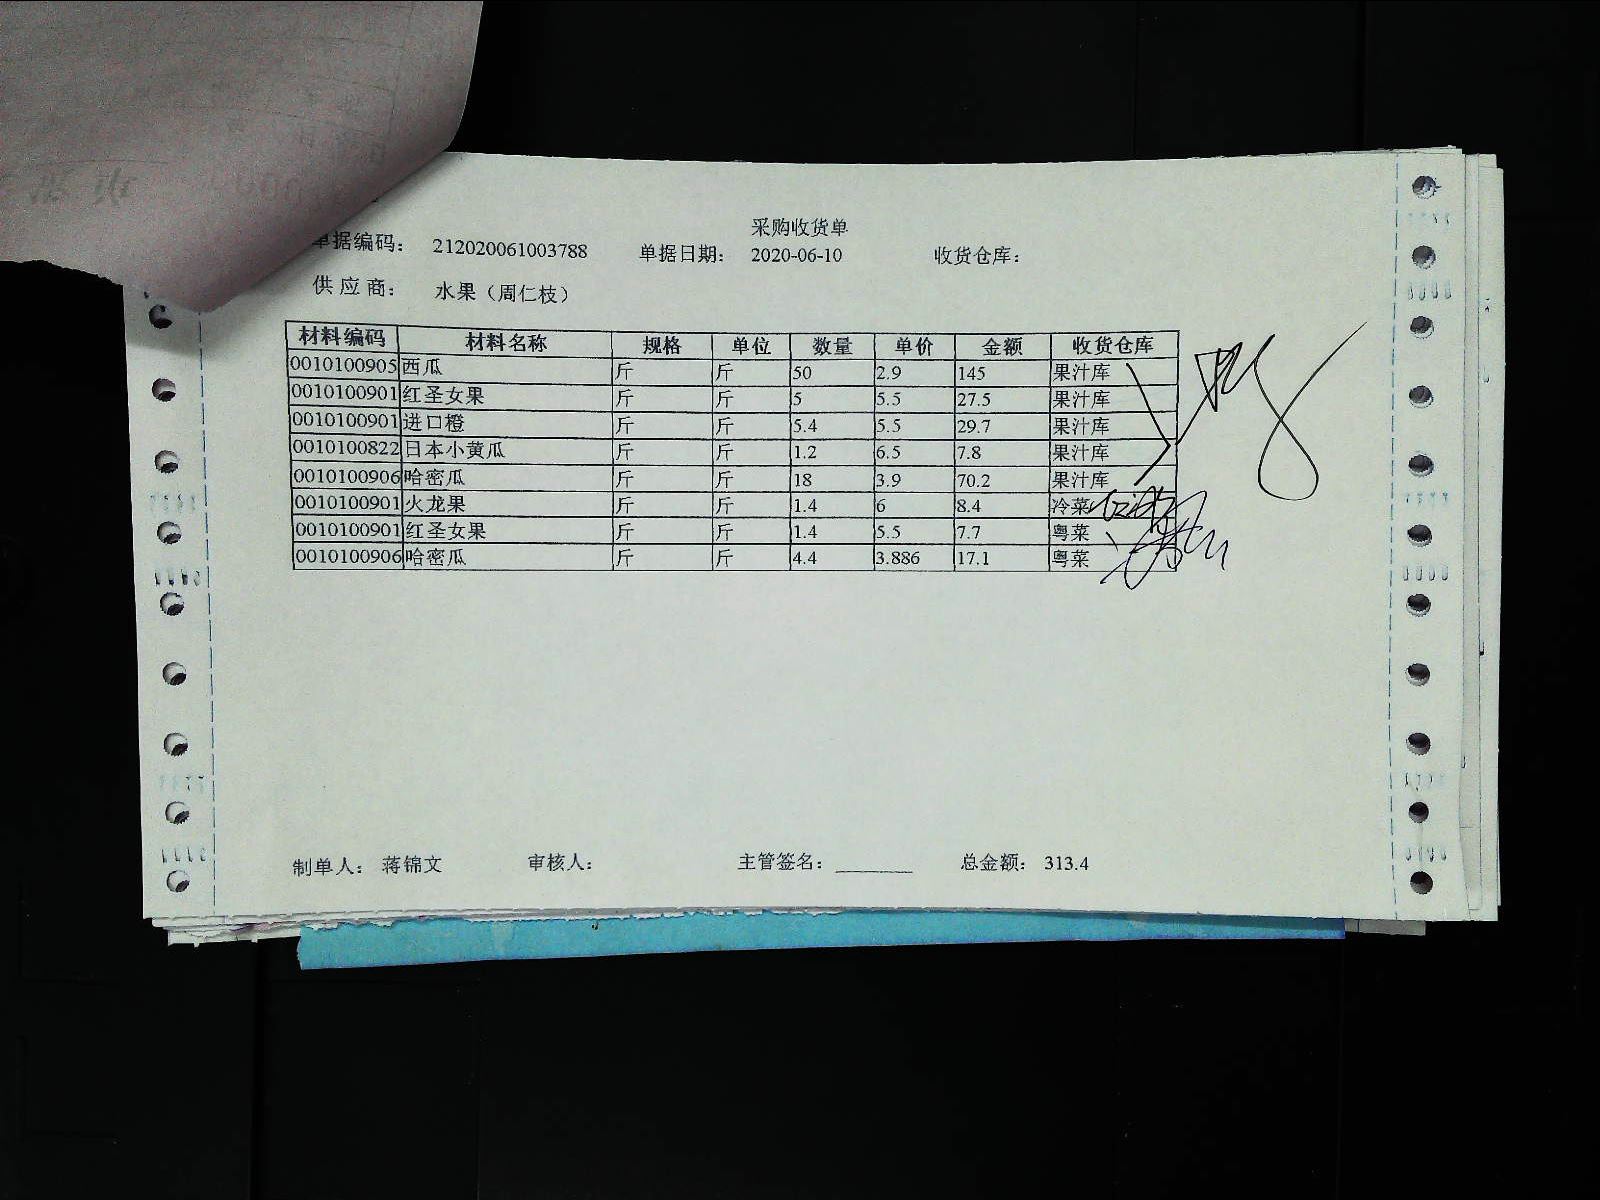 采购收货单
单据编码： 212020061003788 单据日期： 2020-06-10 收货仓库：
供应商： 水果（周仁枝）
材料编码 材料名称 规格 单位 数量 单价 金额 收货仓库
0010100905 西瓜 斤 斤 50 2.9 145 果汁库
0010100901 红圣女果 斤 斤 5 5.5 27.5 果汁库
0010100901 进口橙 斤 斤 5.4 5.5 29.7 果汁库
0010100822 日本小黄瓜 斤 斤 1.2 6.5 7.8 果汁库
0010100906 哈密瓜 斤 斤 18 3.9 70.2 果汁库
0010100901 火龙果 斤 斤 1.4 6 8.4 冷菜
0010100901 红圣女果 斤 斤 1.4 5.5 7.7 粤菜
0010100906 哈密瓜 斤 斤 4.4 3.886 17.1 粤菜
制单人： 蒋锦文 审核人： 主管签名： 总金额： 313.4